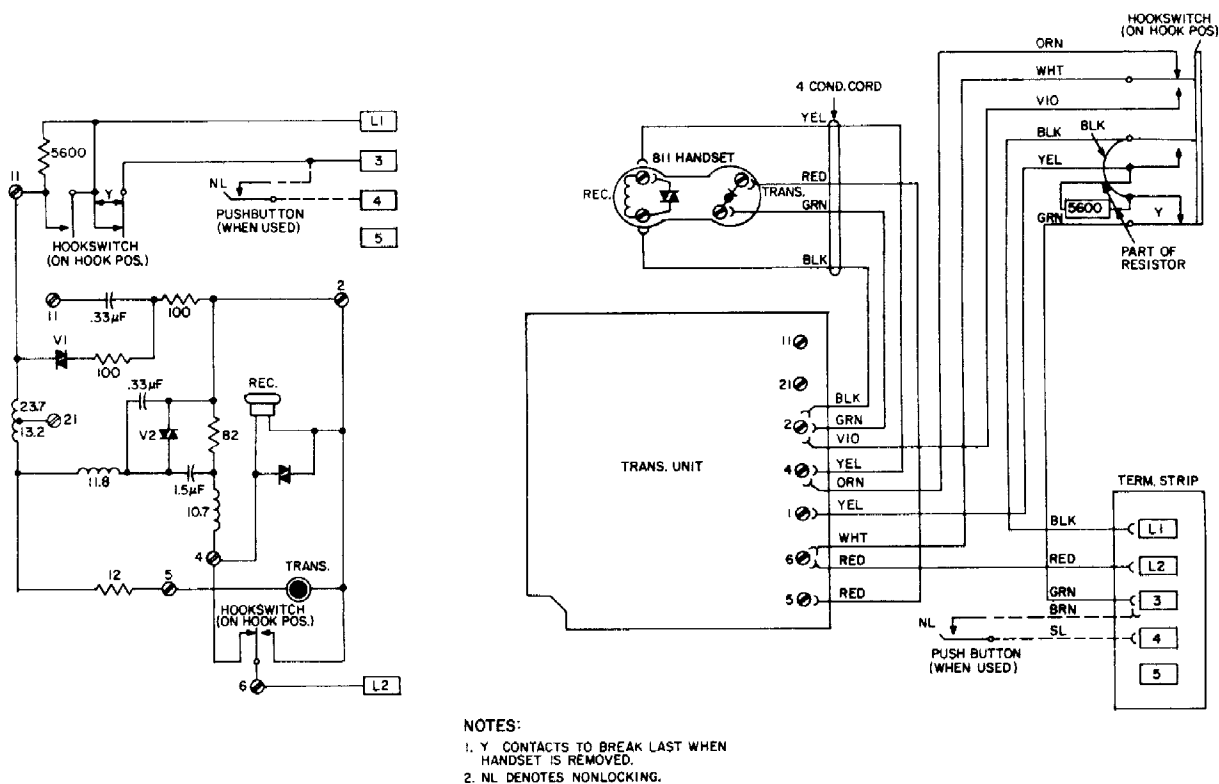 L1
5600
3
11
Y
NL
4
PUSHBUTTON
(WHEN USED)
5
HOOKSWITCH
(ON HOOK POS.)
11
.33µF
100
2
V1
100
.33µF
REC.
23.7
21
13.2
V2
82
11.8
1.5µF
10.7
4
TRANS.
12
5
HOOKSWITCH
(ON HOOK POS.)
6
L2
HOOKSWITCH
(ON HOOK POS)
ORN
WHT
4 COND. CORD
VIO
YEL
BLK
BLK
811 HANDSET
YEL
RED
REC.
TRANS.
GRN
5600
GRN
Y
BLK
PART OF
RESISTOR
11
21
BLK
2
GRN
VIO
TRANS. UNIT
4
YEL
ORN
TERM. STRIP
1
YEL
BLK
L1
WHT
6
RED
RED
L2
5
RED
GRN
3
BRN
NL
SL
4
PUSH BUTTON
(WHEN USED)
5
NOTES:
1. Y CONTACTS TO BREAK LAST WHEN
HANDSET IS REMOVED.
2. NL DENOTES NONLOCKING.